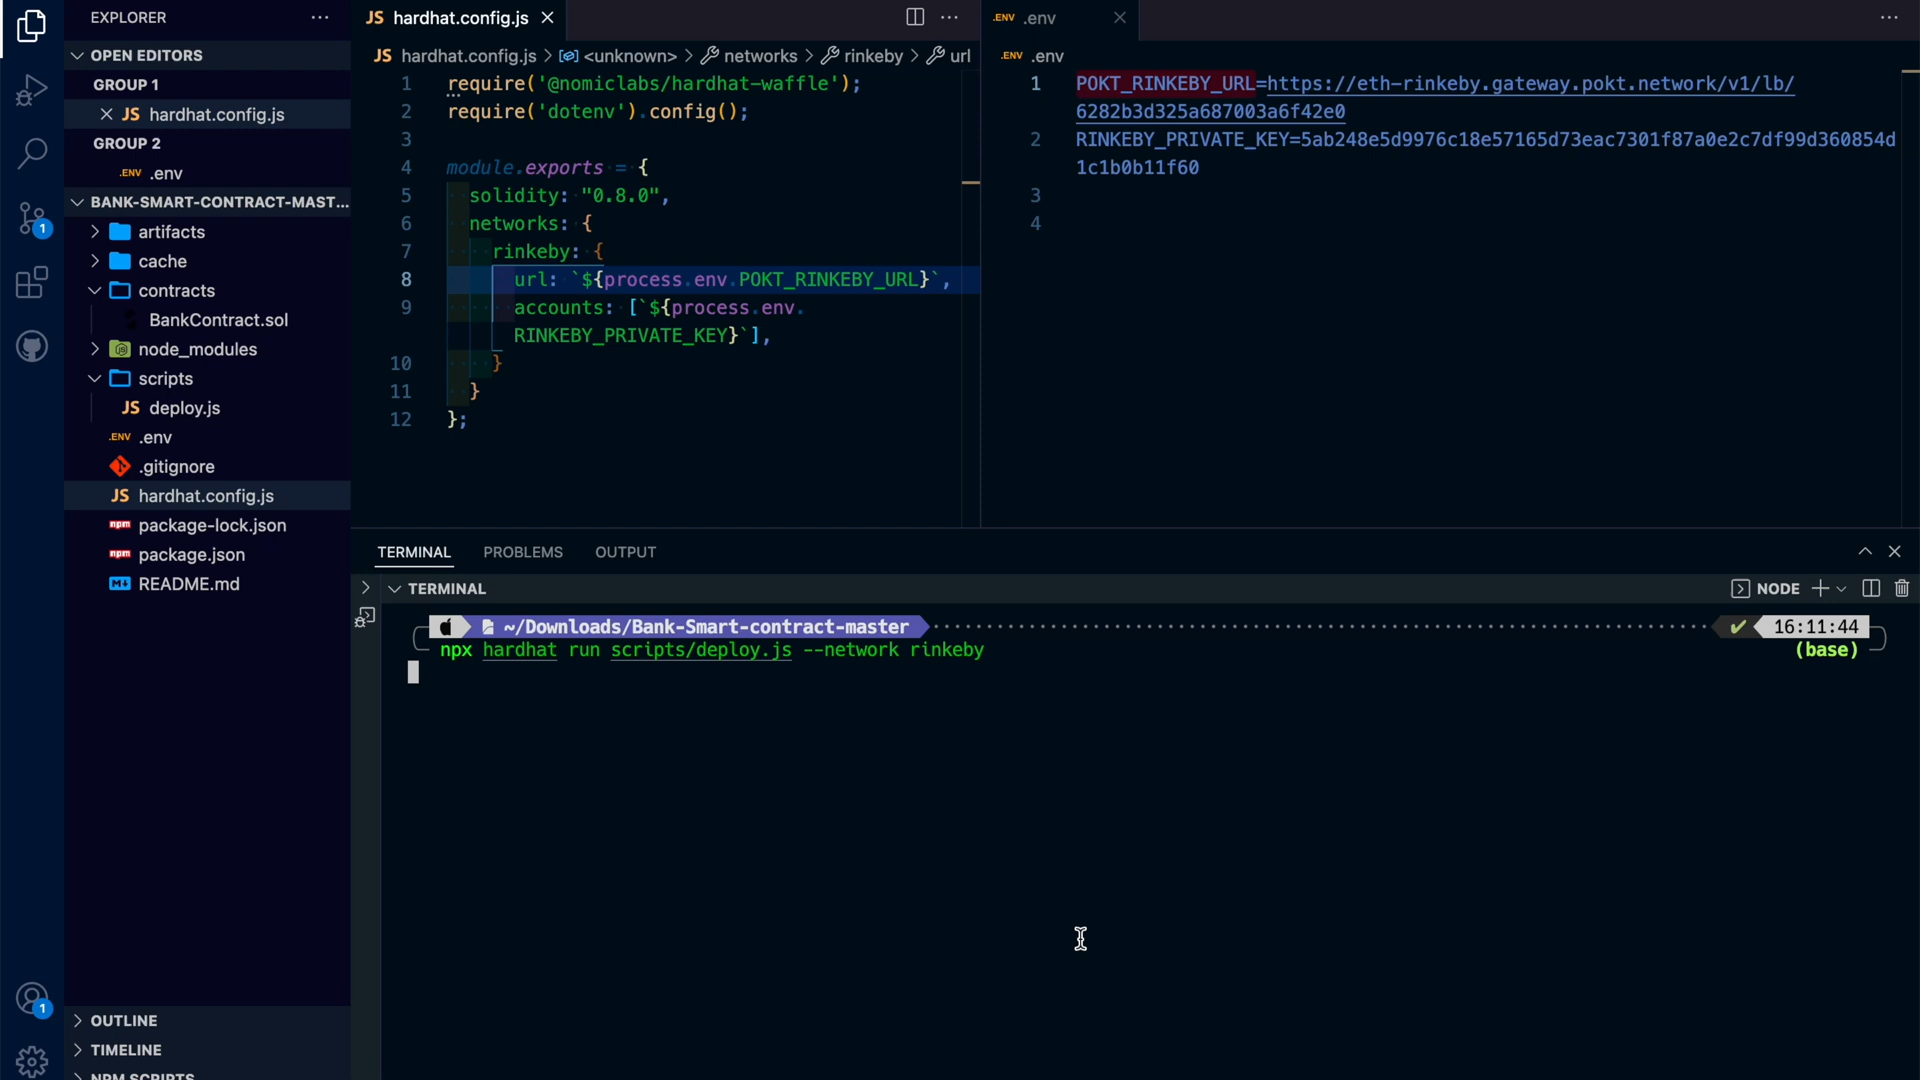 EXPLORER
OPEN EDITORS
GROUP 1
JS hardhat.config.js
GROUP 2
.ENV .env
BANK-SMART-CONTRACT-MAST...
artifacts
cache
contracts
BankContract.sol
node_modules
scripts
JS deploy.js
.ENV .env
.gitignore
JS hardhat.config.js
npm package-lock.json
npm package.json
README.md
OUTLINE
TIMELINE
NPM SCRIPTS
1
1
JS hardhat.config.js
JS hardhat.config.js > <unknown> > networks > rinkeby > url
1 require('@nomiclabs/hardhat-waffle');
2 require('dotenv').config();
3
4 module.exports = {
5 solidity: "0.8.0",
6 networks: {
7 rinkeby: {
8 url: `${process.env.POKT_RINKEBY_URL}`,
9 accounts: [`${process.env.
RINKEBY_PRIVATE_KEY}`],
10 }
11 }
12 };
.ENV .env
.ENV .env
1 POKT_RINKEBY_URL=https://eth-rinkeby.gateway.pokt.network/v1/lb/
6282b3d325a687003a6f42e0
2 RINKEBY_PRIVATE_KEY=5ab248e5d9976c18e57165d73eac7301f87a0e2c7df99d360854d
1c1b0b11f60
3
4
TERMINAL PROBLEMS OUTPUT
TERMINAL
NODE
~/Downloads/Bank-Smart-contract-master
16:11:44
npx hardhat run scripts/deploy.js --network rinkeby
(base)